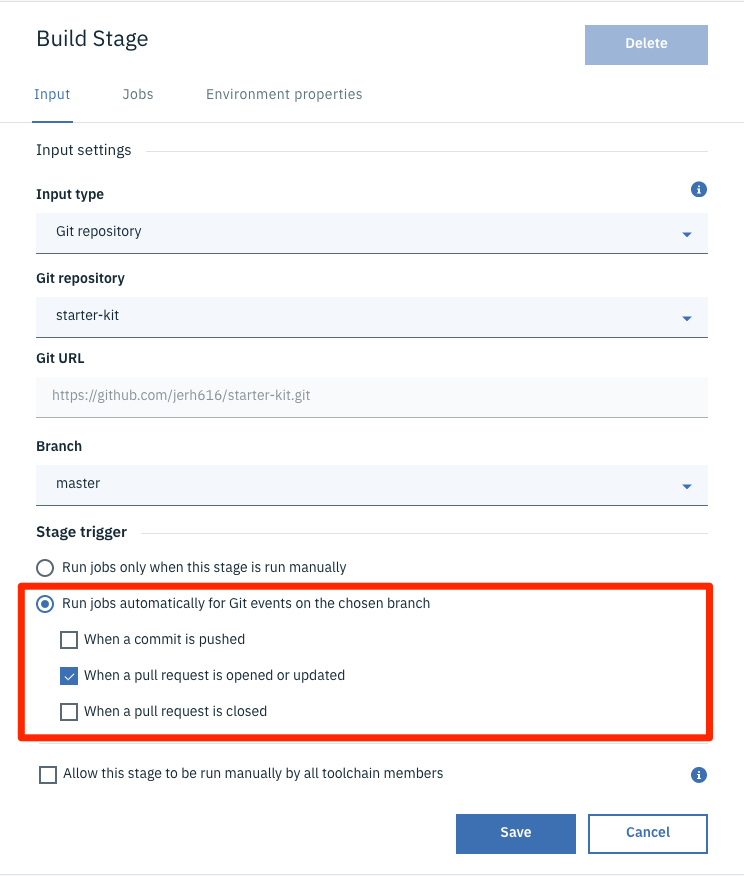 Build Stage
Delete
Input Jobs Environment properties
Input settings
Input type
Git repository
Git repository
starter-kit
Git URL
https://github.com/jerh616/starter-kit.git
Branch
master
Stage trigger
Run jobs only when this stage is run manually
Run jobs automatically for Git events on the chosen branch
When a commit is pushed
When a pull request is opened or updated
When a pull request is closed
Allow this stage to be run manually by all toolchain members
Save Cancel